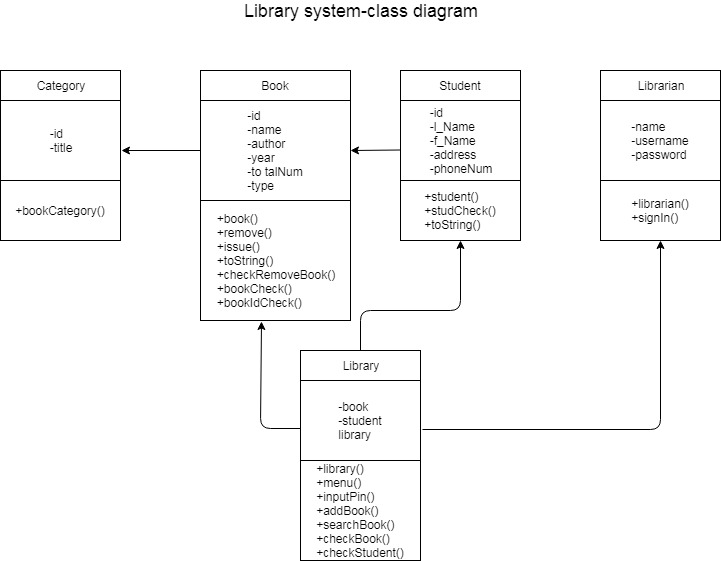 Library system-class diagram
Category
-id
-title
+bookCategory()
Book
-id
-name
-author
-year
-to talNum
-type
+book()
+remove()
+issue()
+toString()
+checkRemoveBook()
+bookCheck()
+bookIdCheck()
Student
-id
-l_Name
-f_Name
-address
-phoneNum
+student()
+studCheck()
+toString()
Librarian
-name
-username
-password
+librarian()
+signIn()
Library
-book
-student
library
+library()
+menu()
+inputPin()
+addBook()
+searchBook()
+checkBook()
+checkStudent()